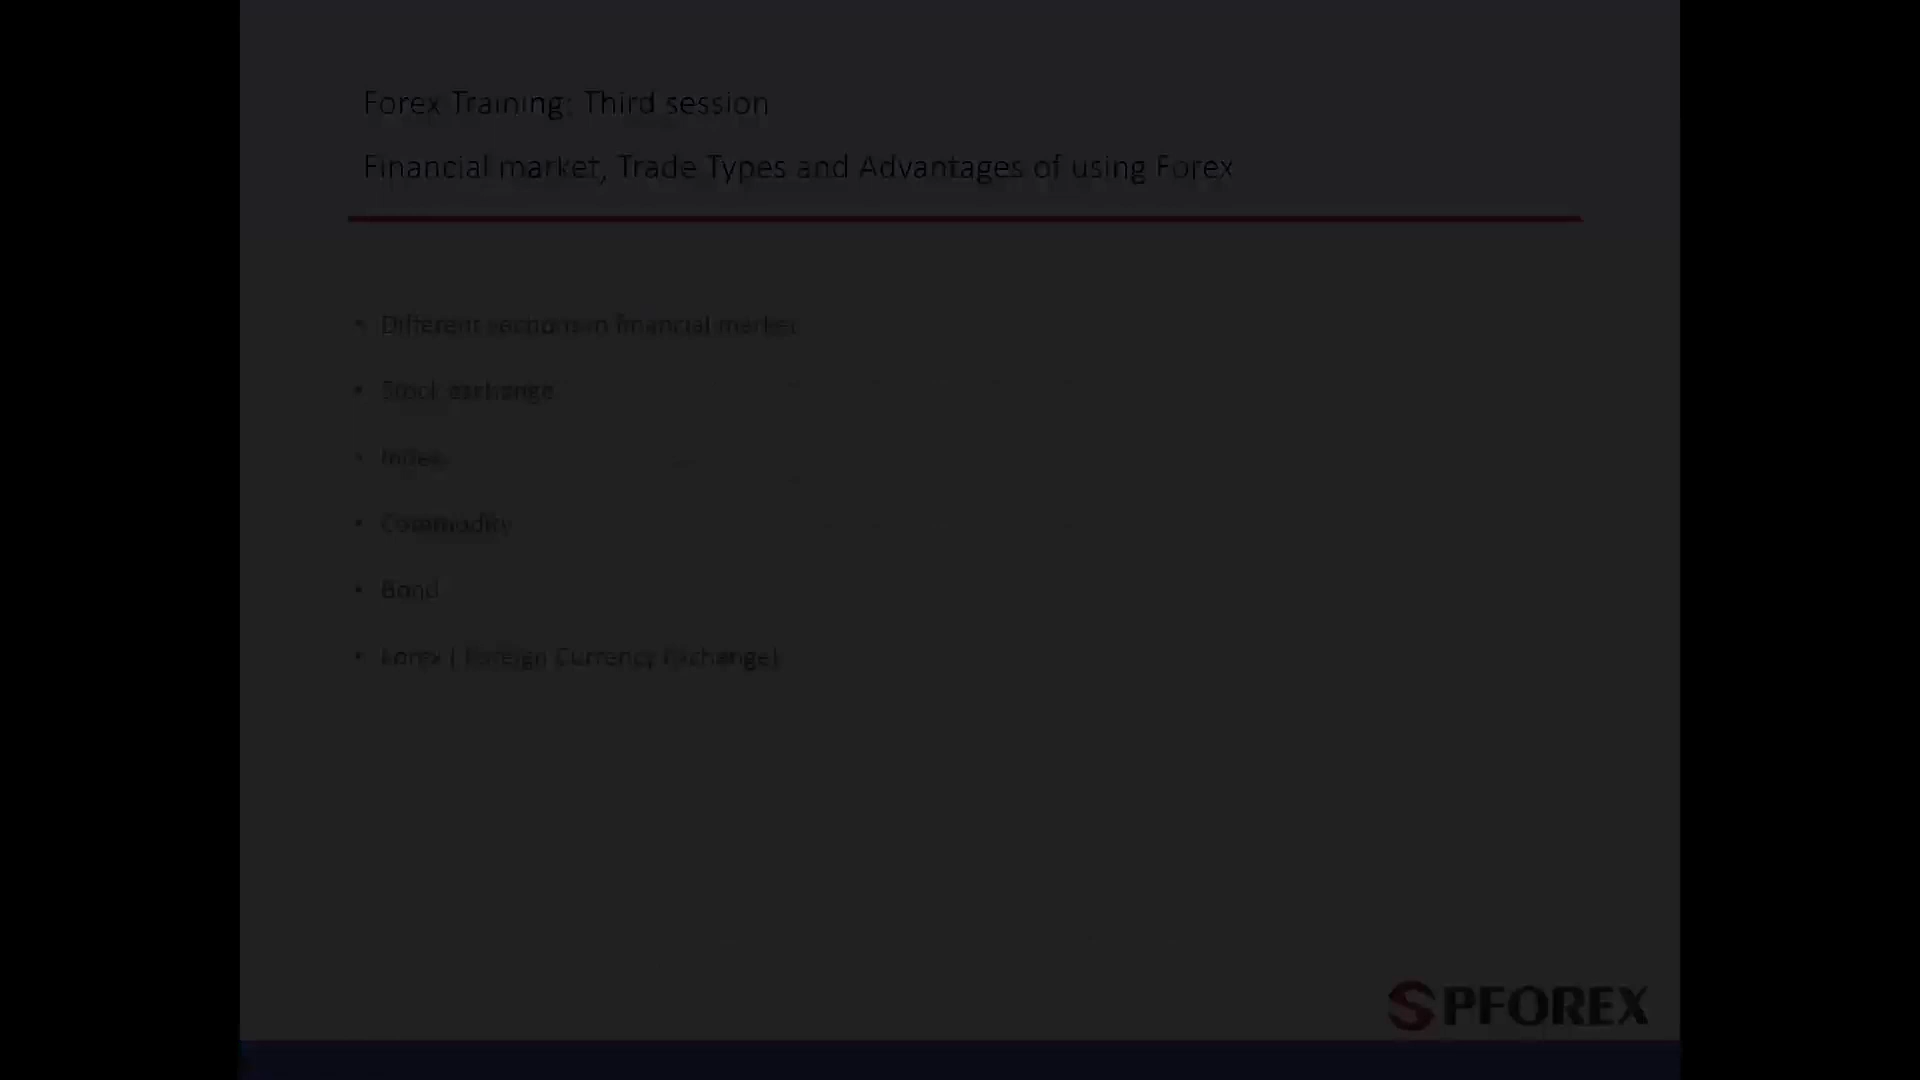 Forex Training: Third session
Financial market, Trade Types and Advantages of using Forex
• Different sections in financial market
• Stock exchange
• Index
• Commodity
• Bond
• Forex ( Foreign Currency Exchange)
SPFOREX